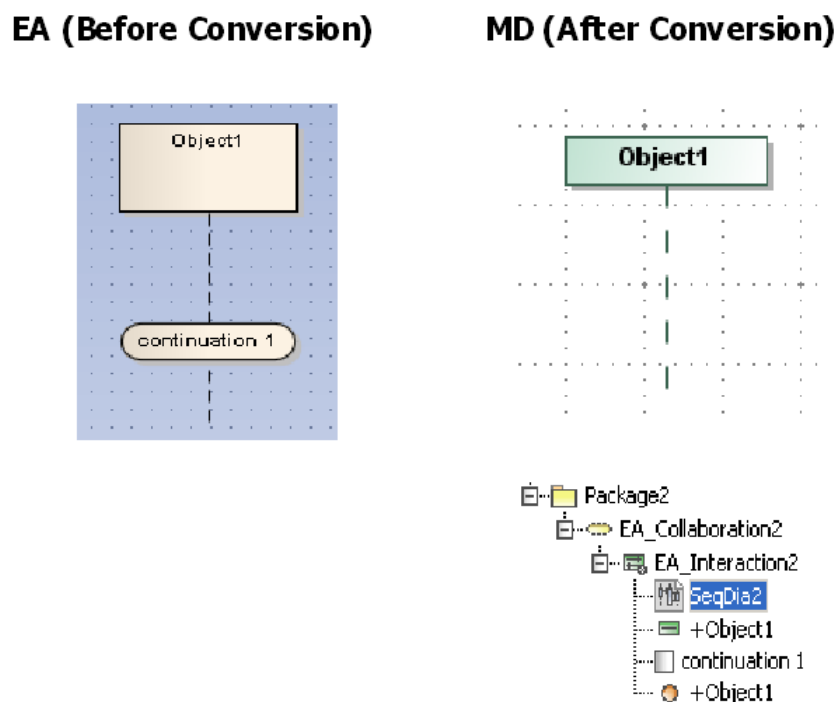 EA (Before Conversion)
MD (After Conversion)
Object1
continuation 1
Object1
Package2
EA_Collaboration2
EA_Interaction2
SeqDia2
+Object1
continuation 1
+Object1